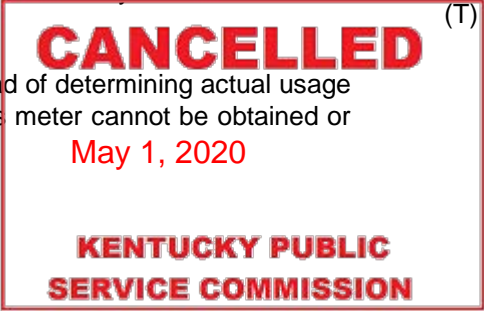 (T)
CANCELLED
of determining actual usage
meter cannot be obtained or
May 1, 2020
KENTUCKY PUBLIC
SERVICE COMMISSION